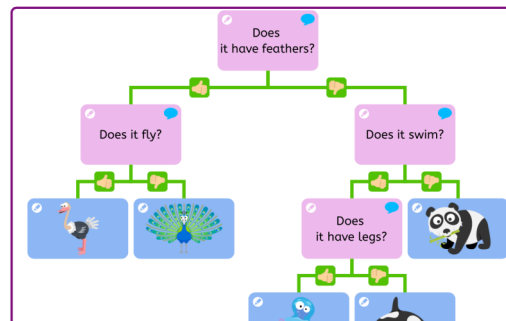 Does
it have feathers?
Does it fly?
Does it swim?
Does
it have legs?